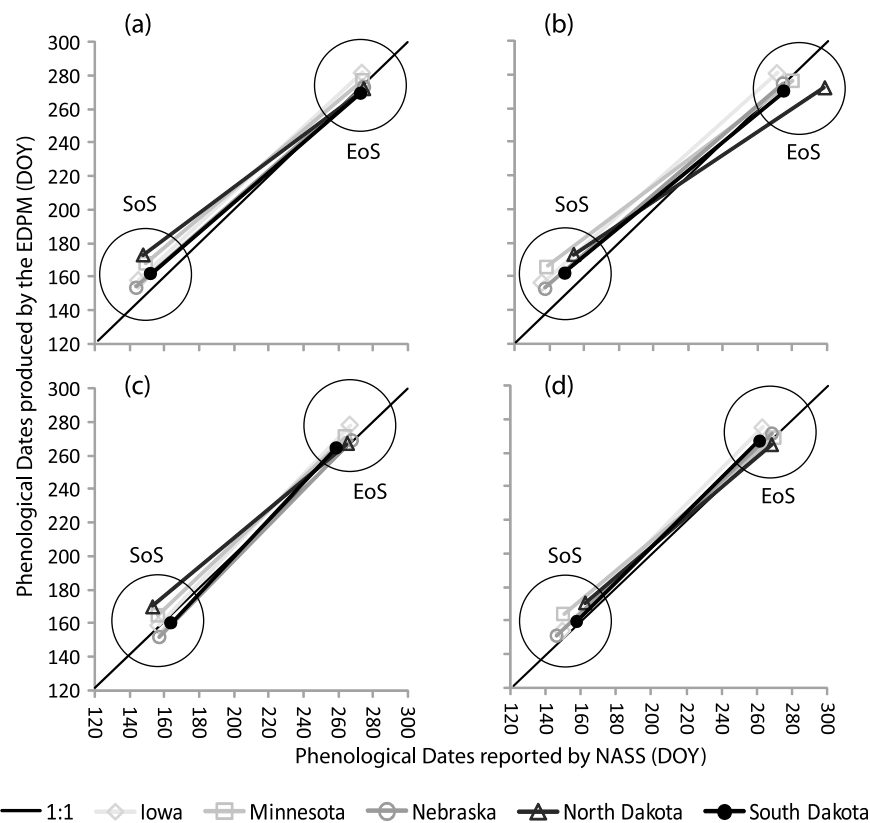 (a)
(b)
300
280
260
240
220
200
180
160
140
120
EoS
EoS
SoS
SoS
Phenological Dates produced by the EDPM (DOY)
(c)
(d)
300
280
260
240
220
200
180
160
140
120
EoS
EoS
SoS
SoS
120 140 160 180 200 220 240 260 280 300
120 140 160 180 200 220 240 260 280 300
Phenological Dates reported by NASS (DOY)
1:1 Iowa Minnesota Nebraska North Dakota South Dakota